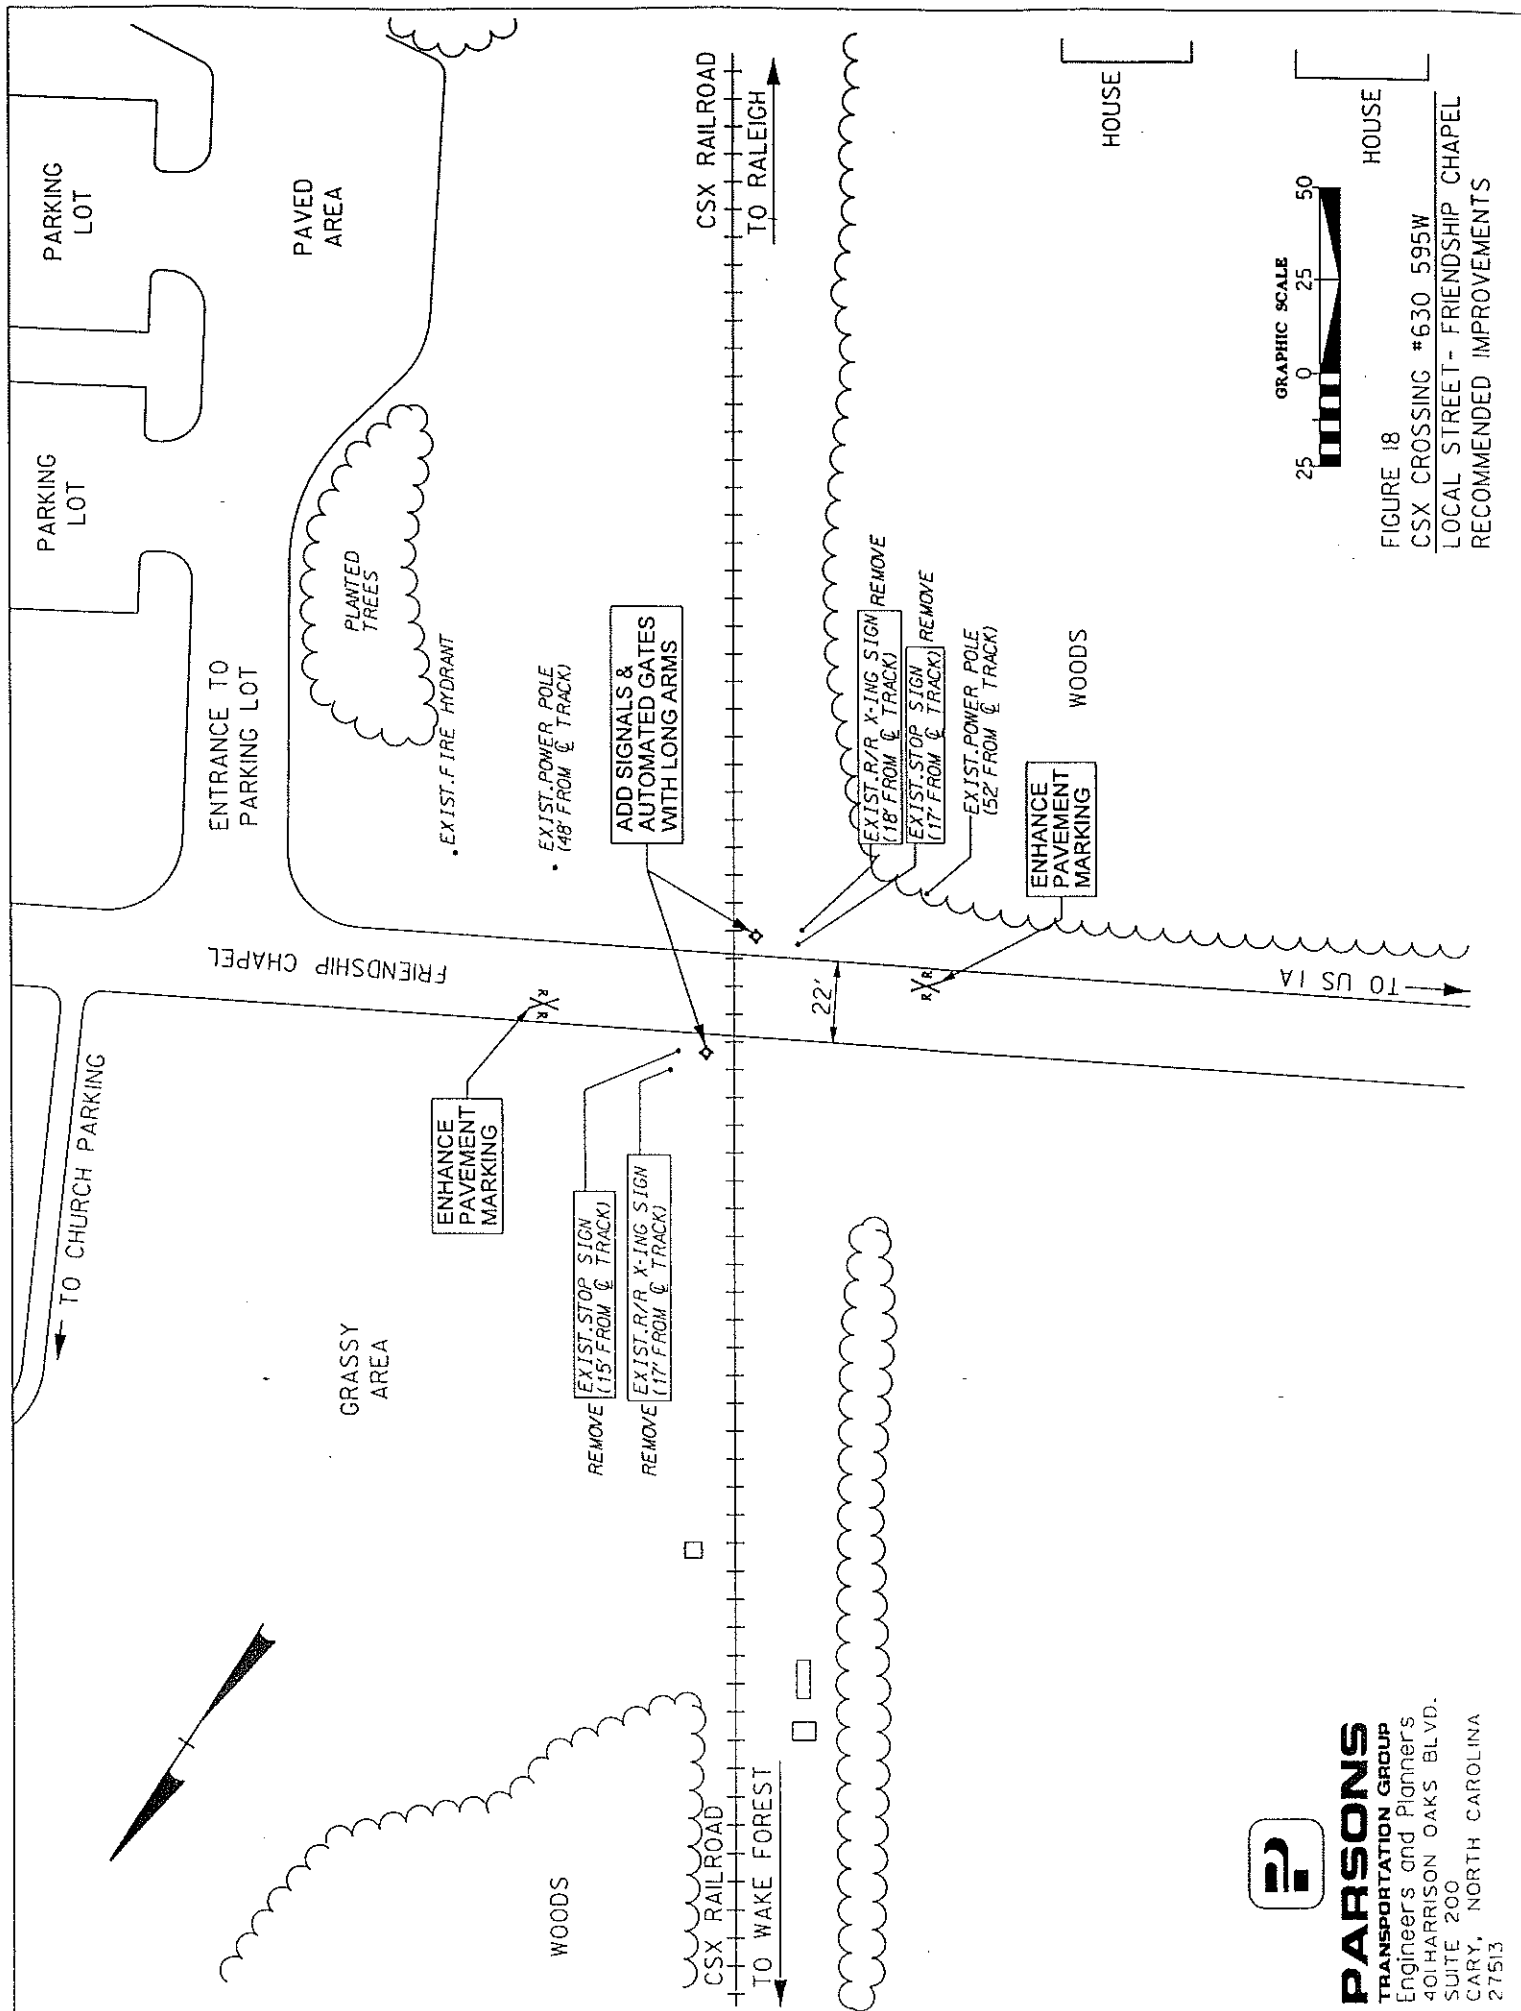 TO CHURCH PARKING
FRIENDSHIP CHAPEL
ENTRANCE TO
PARKING LOT
PARKING
LOT
PARKING
LOT
PAVED
AREA
PLANTED
TREES
GRASSY
AREA
ENHANCE
PAVEMENT
MARKING
R R
EXIST. FIRE HYDRANT
EXIST. POWER POLE
(48' FROM ℄ TRACK)
REMOVE EXIST. STOP SIGN
(15' FROM ℄ TRACK)
REMOVE EXIST. R/R X-ING SIGN
(17' FROM ℄ TRACK)
ADD SIGNALS &
AUTOMATED GATES
WITH LONG ARMS
WOODS
CSX RAILROAD
TO WAKE FOREST
CSX RAILROAD
TO RALEIGH
22'
EXIST. R/R X-ING SIGN REMOVE
(18' FROM ℄ TRACK)
EXIST. STOP SIGN REMOVE
(17' FROM ℄ TRACK)
EXIST. POWER POLE
(52' FROM ℄ TRACK)
R R
ENHANCE
PAVEMENT
MARKING
WOODS
TO US 1A
HOUSE
HOUSE
PARSONS
TRANSPORTATION GROUP
Engineers and Planners
401 HARRISON OAKS BLVD.
SUITE 200
CARY, NORTH CAROLINA
27513
GRAPHIC SCALE
25 0 25 50
FIGURE 18
CSX CROSSING #630 595W
LOCAL STREET- FRIENDSHIP CHAPEL
RECOMMENDED IMPROVEMENTS